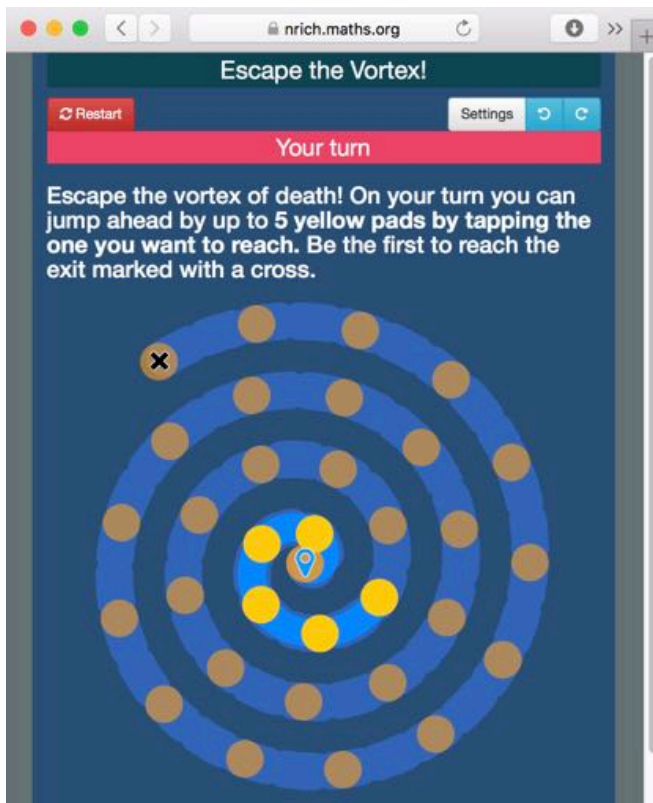 nrich.maths.org
Escape the Vortex!
Restart
Settings
Your turn
Escape the vortex of death! On your turn you can
jump ahead by up to 5 yellow pads by tapping the
one you want to reach. Be the first to reach the
exit marked with a cross.